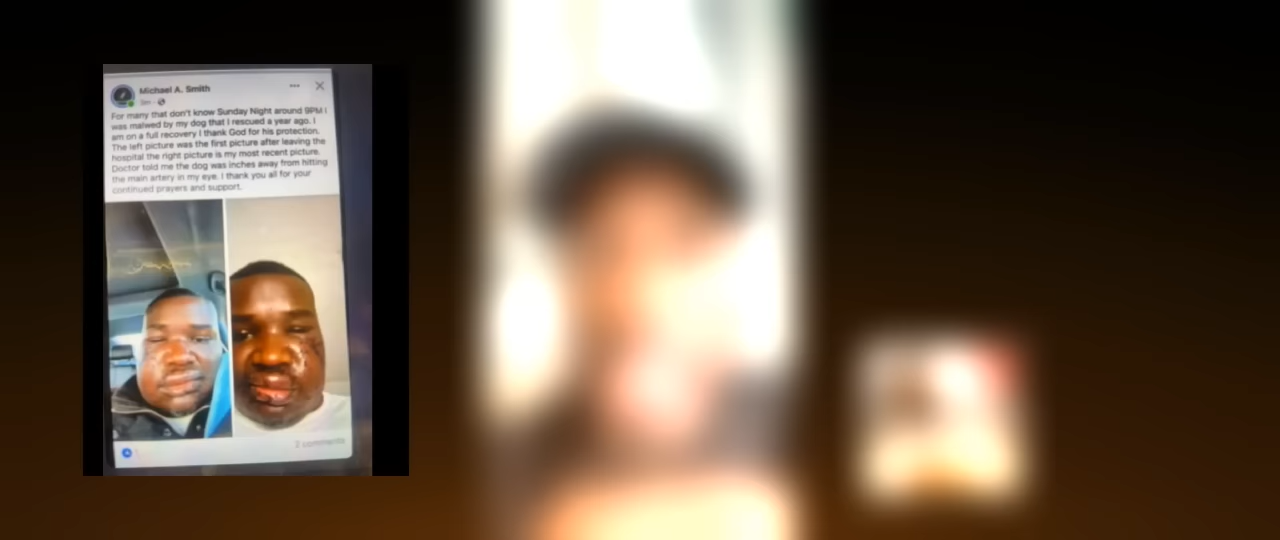 Michael A. Smith
5m
For many that don't know Sunday Night around 9PM I
was malwed by my dog that I rescued a year ago. I
am on a full recovery I thank God for his protection.
The left picture was the first picture after leaving the
hospital the right picture is my most recent picture.
Doctor told me the dog was inches away from hitting
the main artery in my eye. I thank you all for your
continued prayers and support.
2 comments